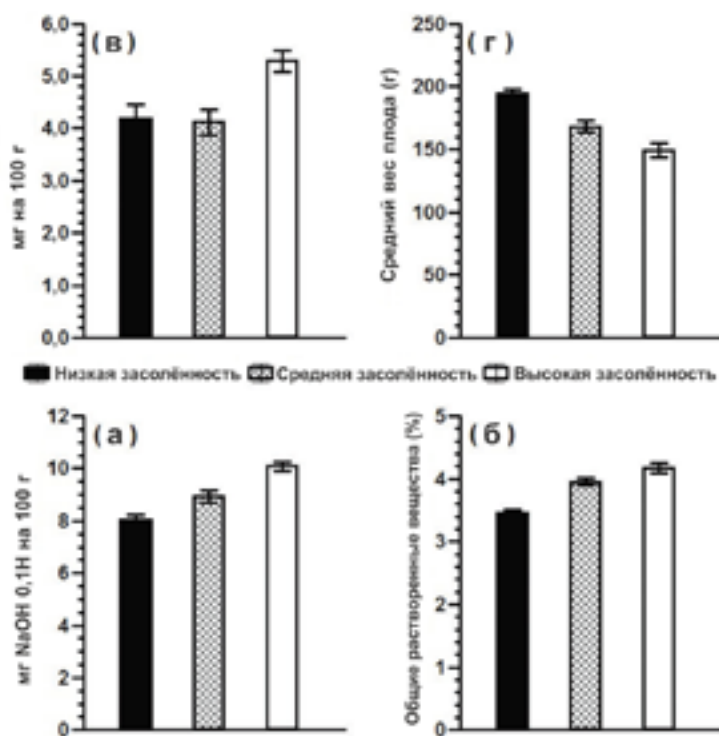 (в)
мг на 100 г
6,0
5,0
4,0
3,0
2,0
1,0
0,0
(г)
Средний вес плода (г)
250
200
150
100
50
0
Низкая засолённость Средняя засолённость Высокая засолённость
(а)
мг NaOH 0,1Н на 100 г
12
10
8
6
4
2
0
(б)
Общие растворенные вещества (%)
5
4
3
2
1
0